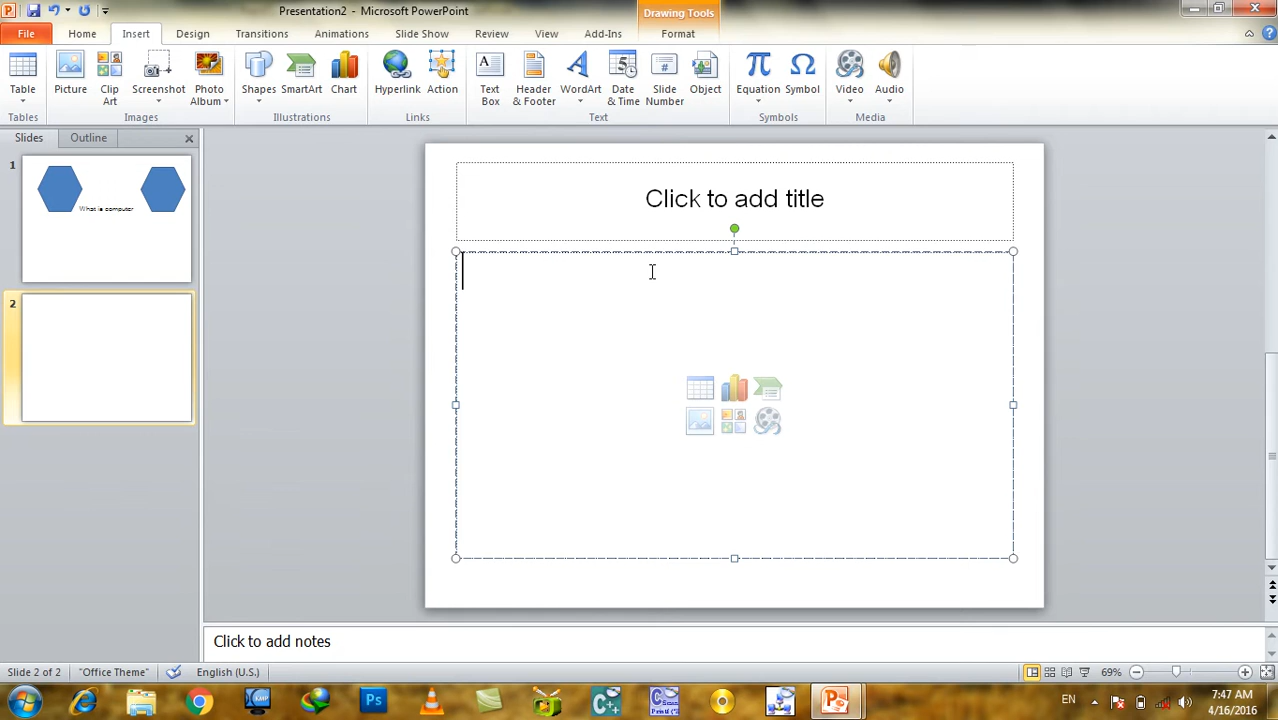 Presentation2 - Microsoft PowerPoint
Drawing Tools
File Home Insert Design Transitions Animations Slide Show Review View Add-Ins Format
Table Picture Clip Art Screenshot Photo Album Shapes SmartArt Chart Hyperlink Action Text Box Header & Footer WordArt Date & Time Slide Number Object Equation Symbol Video Audio
Tables Images Illustrations Links Text Symbols Media
Slides Outline
1
What is computer
2
Click to add title
Click to add notes
Slide 2 of 2 "Office Theme" English (U.S.) 69%
EN 7:47 AM
4/16/2016